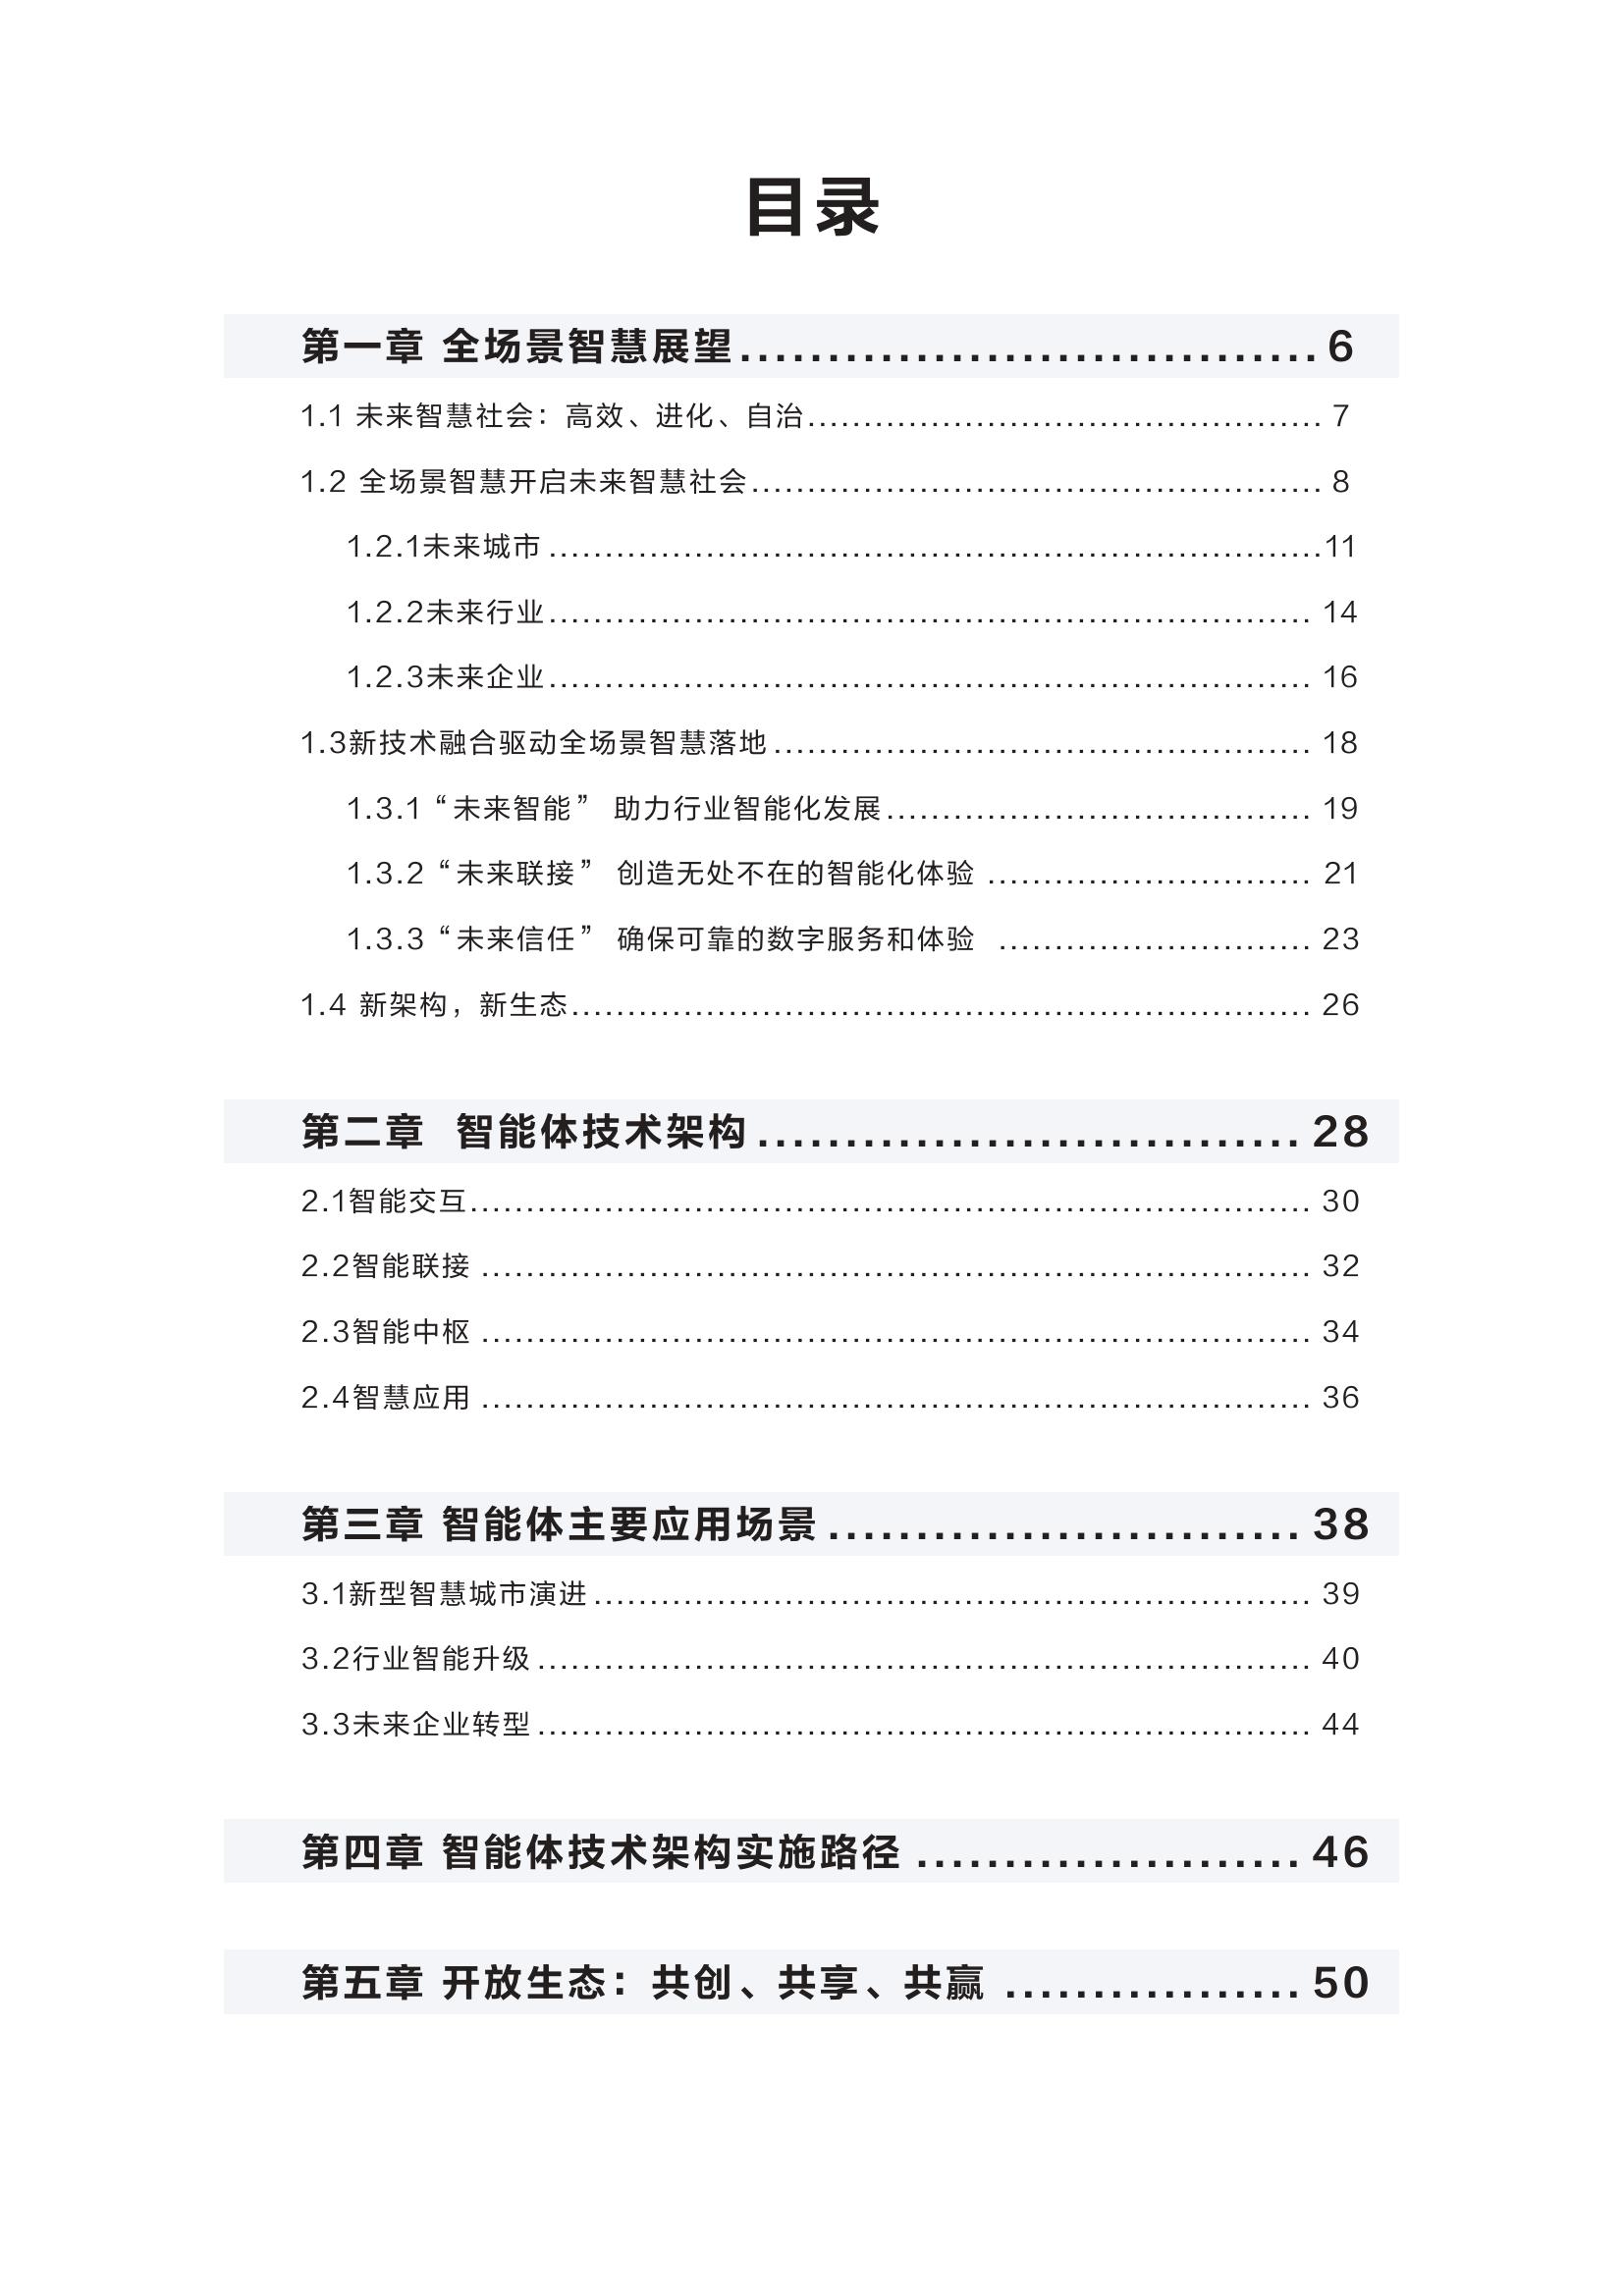 目录
第一章 全场景智慧展望................................. 6
1.1 未来智慧社会：高效、进化、自治.............................................. 7
1.2 全场景智慧开启未来智慧社会................................................... 8
1.2.1未来城市.....................................................................11
1.2.2未来行业.................................................................... 14
1.2.3未来企业.................................................................... 16
1.3新技术融合驱动全场景智慧落地................................................ 18
1.3.1“未来智能” 助力行业智能化发展...................................... 19
1.3.2“未来联接” 创造无处不在的智能化体验............................. 21
1.3.3“未来信任” 确保可靠的数字服务和体验............................ 23
1.4 新架构，新生态.................................................................. 26
第二章 智能体技术架构............................... 28
2.1智能交互........................................................................... 30
2.2智能联接.......................................................................... 32
2.3智能中枢.......................................................................... 34
2.4智慧应用.......................................................................... 36
第三章 智能体主要应用场景........................... 38
3.1新型智慧城市演进................................................................ 39
3.2行业智能升级..................................................................... 40
3.3未来企业转型..................................................................... 44
第四章 智能体技术架构实施路径...................... 46
第五章 开放生态：共创、共享、共赢................. 50